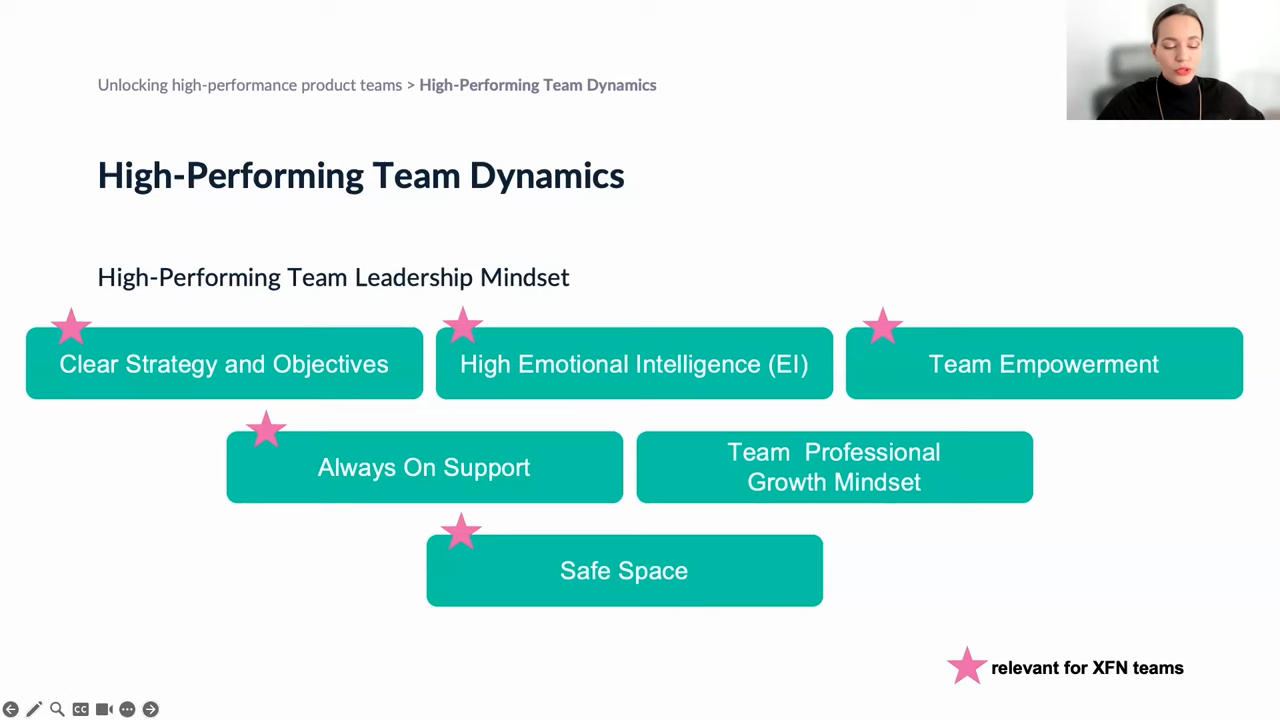 Unlocking high-performance product teams > High-Performing Team Dynamics
High-Performing Team Dynamics
High-Performing Team Leadership Mindset
Clear Strategy and Objectives
High Emotional Intelligence (EI)
Team Empowerment
Always On Support
Team Professional
Growth Mindset
Safe Space
relevant for XFN teams
CC